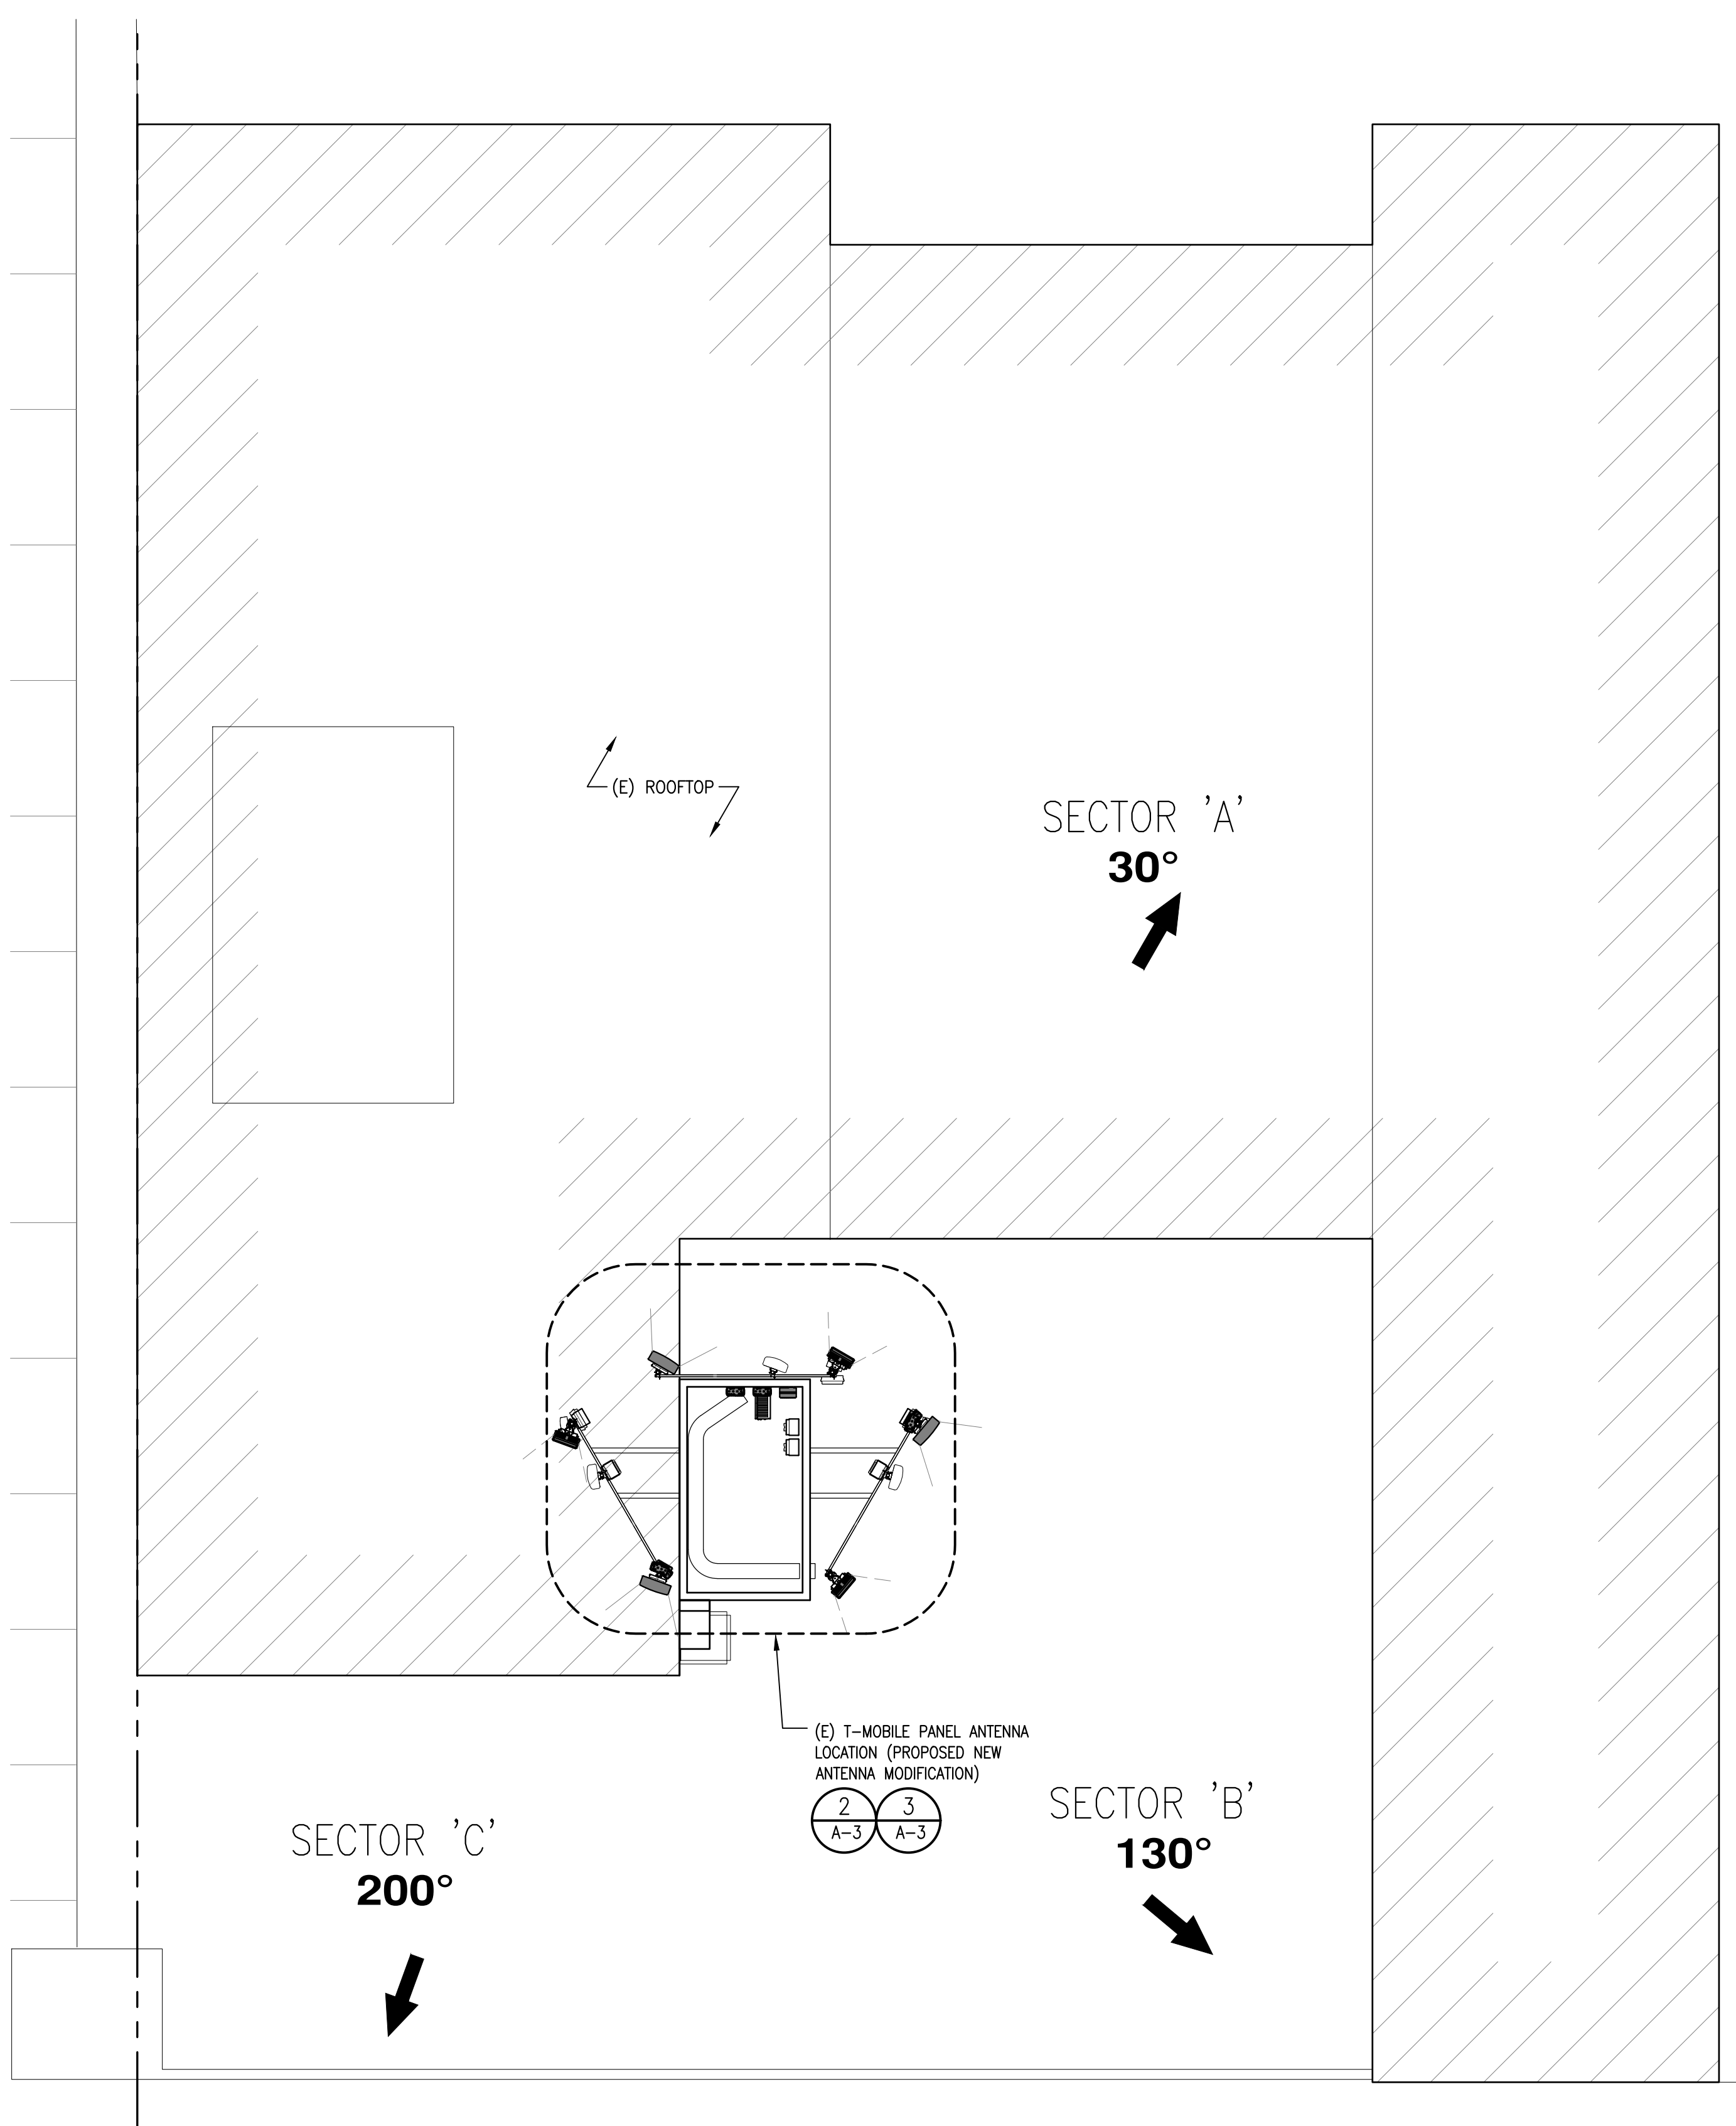 (E) ROOFTOP
SECTOR 'A'
30°
(E) T-MOBILE PANEL ANTENNA
LOCATION (PROPOSED NEW
ANTENNA MODIFICATION)
2
A-3
3
A-3
SECTOR 'B'
130°
SECTOR 'C'
200°